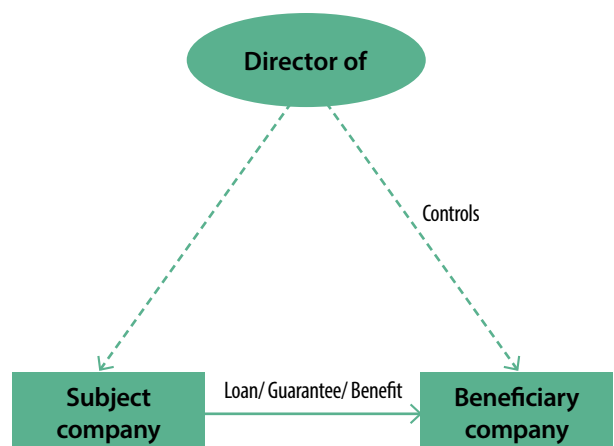 Director of
Controls
Loan/ Guarantee/ Benefit
Subject
company
Beneficiary
company